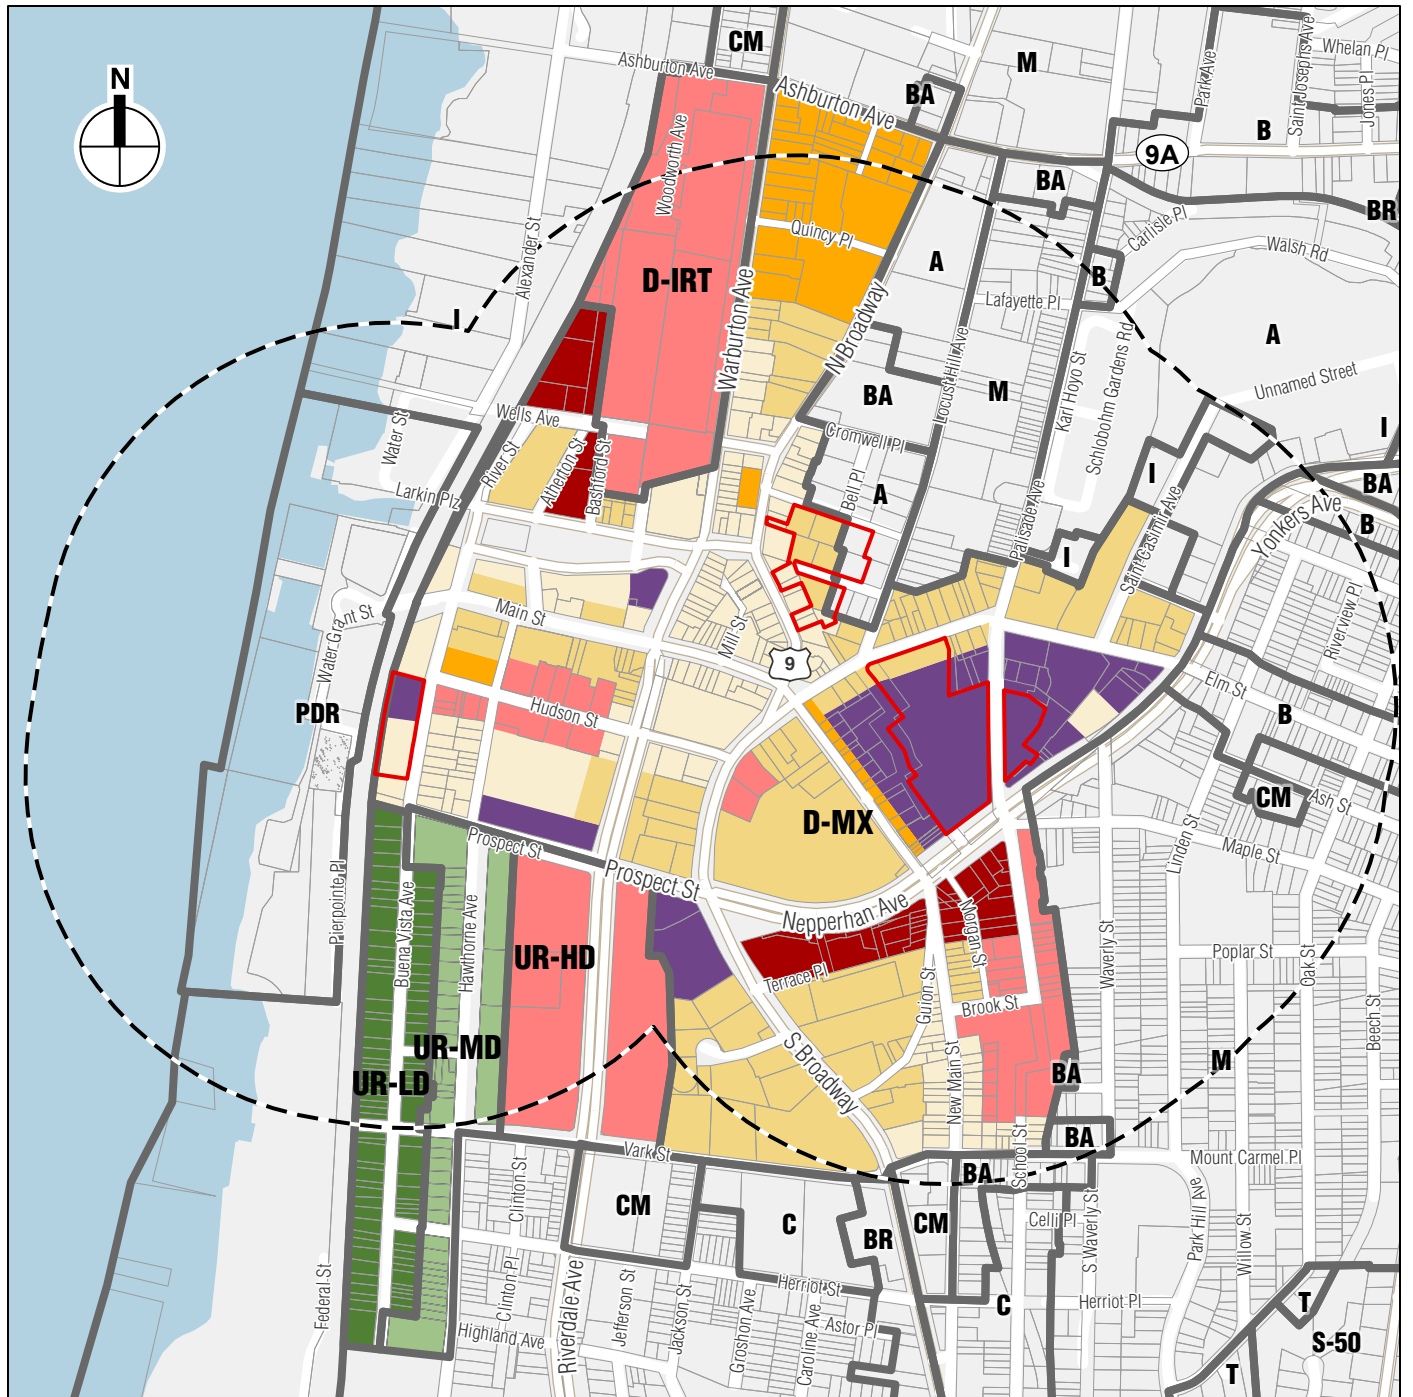 N
CM
Ashburton Ave
Ashburton Ave
BA
M
Park Ave
Saint Josephs Ave
Whelan Pl
Jones Pl
B
9A
BA
BR
Woodworth Ave
Alexander St
Quincy Pl
Carlisle Pl
Walsh Rd
A
B
D-IRT
Warburton Ave
N Broadway
Lafayette Pl
I
A
Locust Hill Ave
Karl Hoyo St
Schobohm Gardens Rd
Unnamed Street
BA
M
Wells Ave
Water St
River St
Atherton St
Bashford St
Cromwell Pl
Bell Pl
A
I
I
BA
B
Yonkers Ave
Larkin Plz
Palisade Ave
I
Saint Casimir Ave
Main St
Mill St
Water Grant St
9
Riverview Pl
Elm St
B
PDR
Hudson St
CM
Ash St
D-MX
Linden St
Maple St
Prospect St
Prospect St
Pierpointe Pl
Buena Vista Ave
Hawthorne Ave
Nepperhan Ave
Morgan St
Waverly St
Poplar St
Oak St
Beech St
UR-HD
Terrace Pl
Guion St
Brook St
UR-MD
UR-LD
S Broadway
New Main St
BA
M
School St
BA
Vark St
BA
Mount Carmel Pl
Clinton St
CM
C
BR
CM
Celli Pl
S Waverly St
Park Hill Ave
Willow St
Federal St
Clinton Pl
Riverdale Ave
Jefferson St
Jackson St
Herriot St
Groshon Ave
Caroline Ave
Astor Pl
C
Herriot Pl
T
Highland Ave
S-50
T